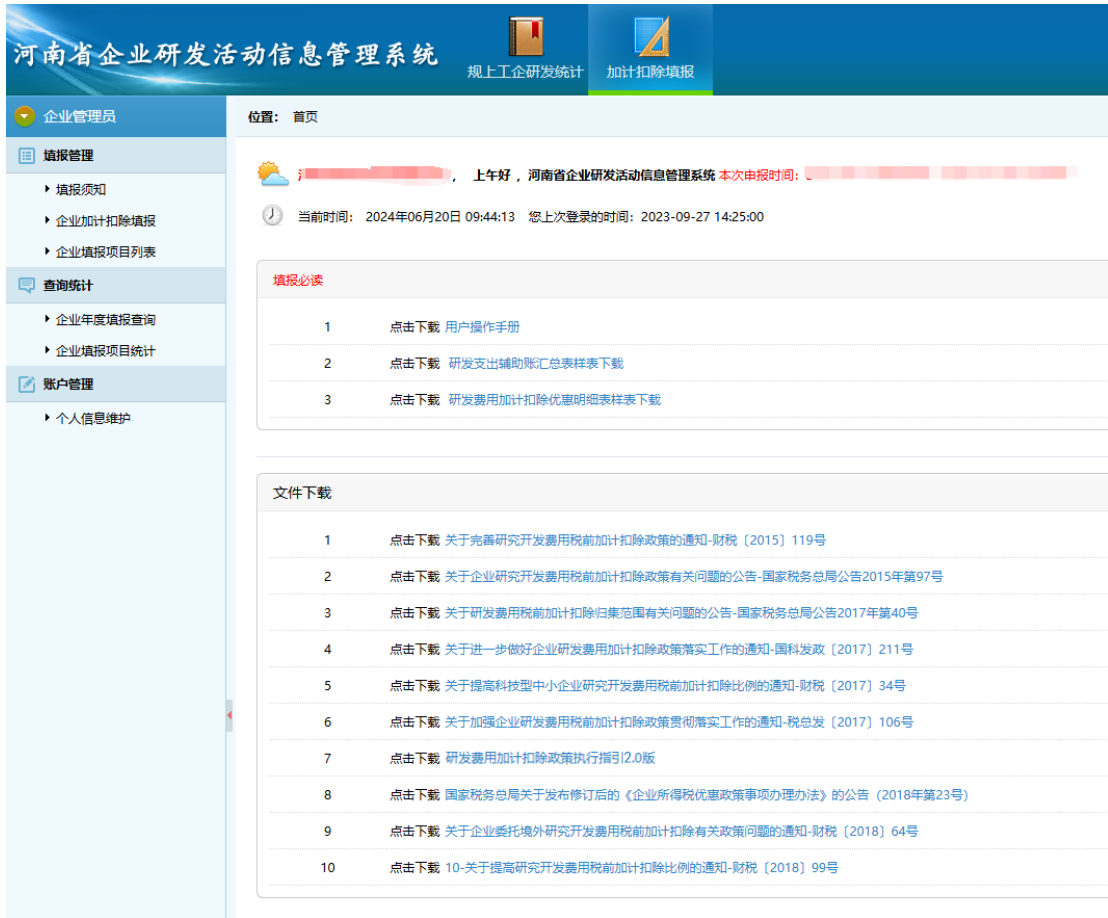 河南省企业研发活动信息管理系统
规上工企研发统计
加计扣除填报
企业管理员
位置： 首页
填报管理
填报须知
企业加计扣除填报
企业填报项目列表
查询统计
企业年度填报查询
企业填报项目统计
账户管理
个人信息维护
， 上午好 ，河南省企业研发活动信息管理系统 本次申报时间：
当前时间： 2024年06月20日 09:44:13 您上次登录的时间：2023-09-27 14:25:00
填报必读
1 点击下载 用户操作手册
2 点击下载 研发支出辅助账汇总表样表下载
3 点击下载 研发费用加计扣除优惠明细表样表下载
文件下载
1 点击下载 关于完善研究开发费用税前加计扣除政策的通知-财税〔2015〕119号
2 点击下载 关于企业研究开发费用税前加计扣除政策有关问题的公告-国家税务总局公告2015年第97号
3 点击下载 关于研发费用税前加计扣除归集范围有关问题的公告-国家税务总局公告2017年第40号
4 点击下载 关于进一步做好企业研发费用加计扣除政策落实工作的通知-国科发政〔2017〕211号
5 点击下载 关于提高科技型中小企业研究开发费用税前加计扣除比例的通知-财税〔2017〕34号
6 点击下载 关于加强企业研发费用税前加计扣除政策贯彻落实工作的通知-税总发〔2017〕106号
7 点击下载 研发费用加计扣除政策执行指引2.0版
8 点击下载 国家税务总局关于发布修订后的《企业所得税优惠政策事项办理办法》的公告（2018年第23号）
9 点击下载 关于企业委托境外研究开发费用税前加计扣除有关政策问题的通知-财税〔2018〕64号
10 点击下载 10-关于提高研究开发费用税前加计扣除比例的通知-财税〔2018〕99号